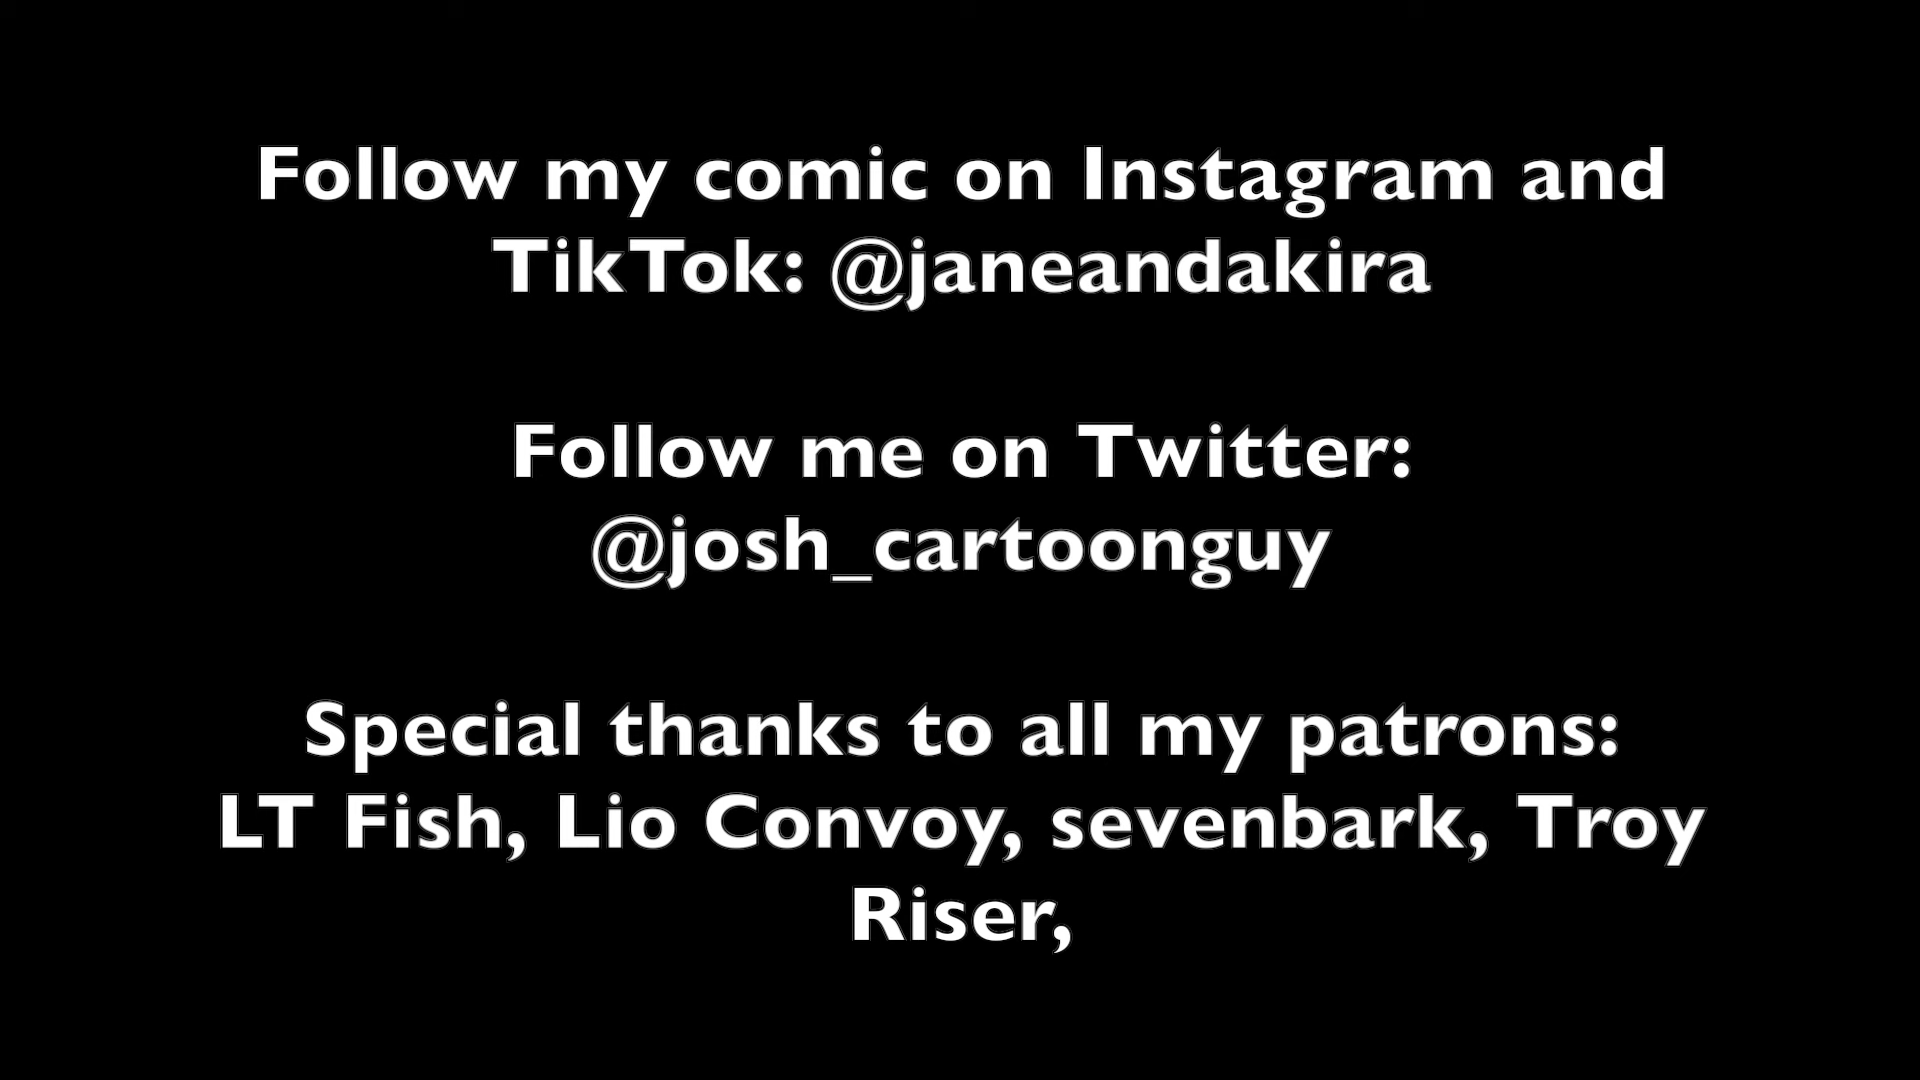 Follow my comic on Instagram and
TikTok: @janeandakira
Follow me on Twitter:
@josh_cartoonguy
Special thanks to all my patrons:
LT Fish, Lio Convoy, sevenbark, Troy
Riser,